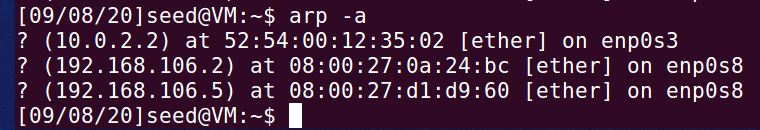 [09/08/20]seed@VM:~$ arp -a
? (10.0.2.2) at 52:54:00:12:35:02 [ether] on enp0s3
? (192.168.106.2) at 08:00:27:0a:24:bc [ether] on enp0s8
? (192.168.106.5) at 08:00:27:d1:d9:60 [ether] on enp0s8
[09/08/20]seed@VM:~$